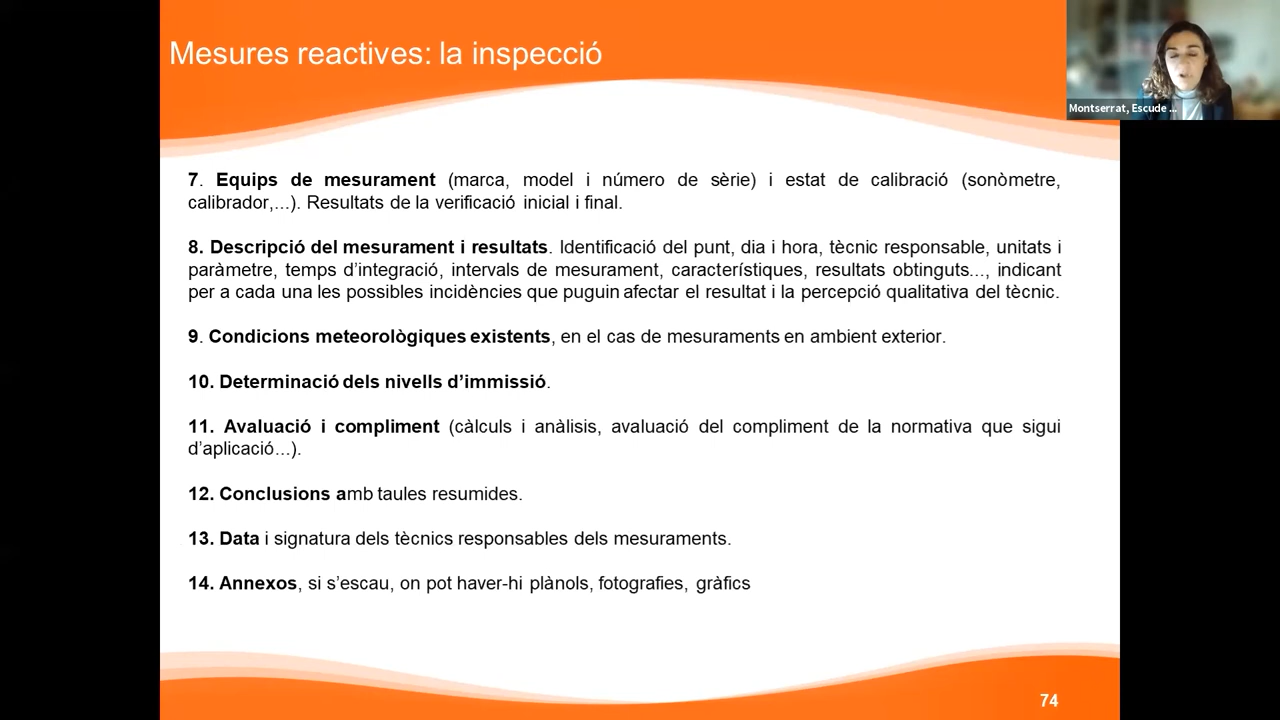 Mesures reactives: la inspecció
Montserrat, Escude ...
7. Equips de mesurament (marca, model i número de sèrie) i estat de calibració (sonòmetre,
calibrador,...). Resultats de la verificació inicial i final.
8. Descripció del mesurament i resultats. Identificació del punt, dia i hora, tècnic responsable, unitats i
paràmetre, temps d’integració, intervals de mesurament, característiques, resultats obtinguts..., indicant
per a cada una les possibles incidències que puguin afectar el resultat i la percepció qualitativa del tècnic.
9. Condicions meteorològiques existents, en el cas de mesuraments en ambient exterior.
10. Determinació dels nivells d’immissió.
11. Avaluació i compliment (càlculs i anàlisis, avaluació del compliment de la normativa que sigui
d’aplicació...).
12. Conclusions amb taules resumides.
13. Data i signatura dels tècnics responsables dels mesuraments.
14. Annexos, si s’escau, on pot haver-hi plànols, fotografies, gràfics
74